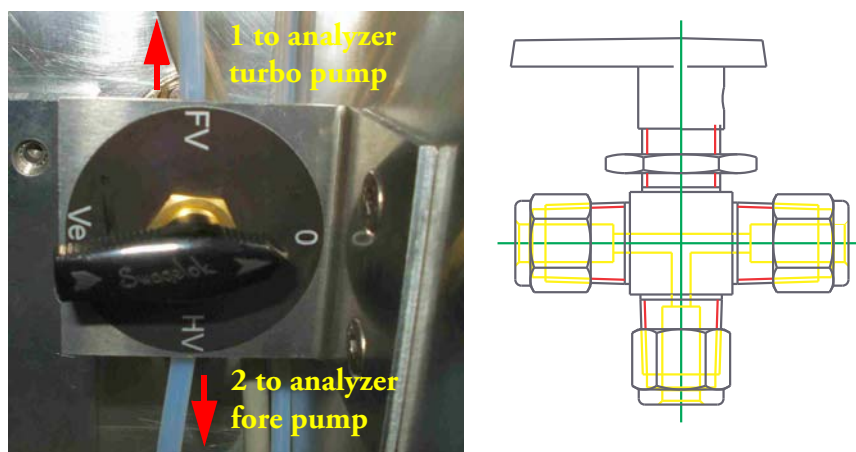 1 to analyzer
turbo pump
FV
Ve
0
0
Swagelok
HV
2 to analyzer
fore pump